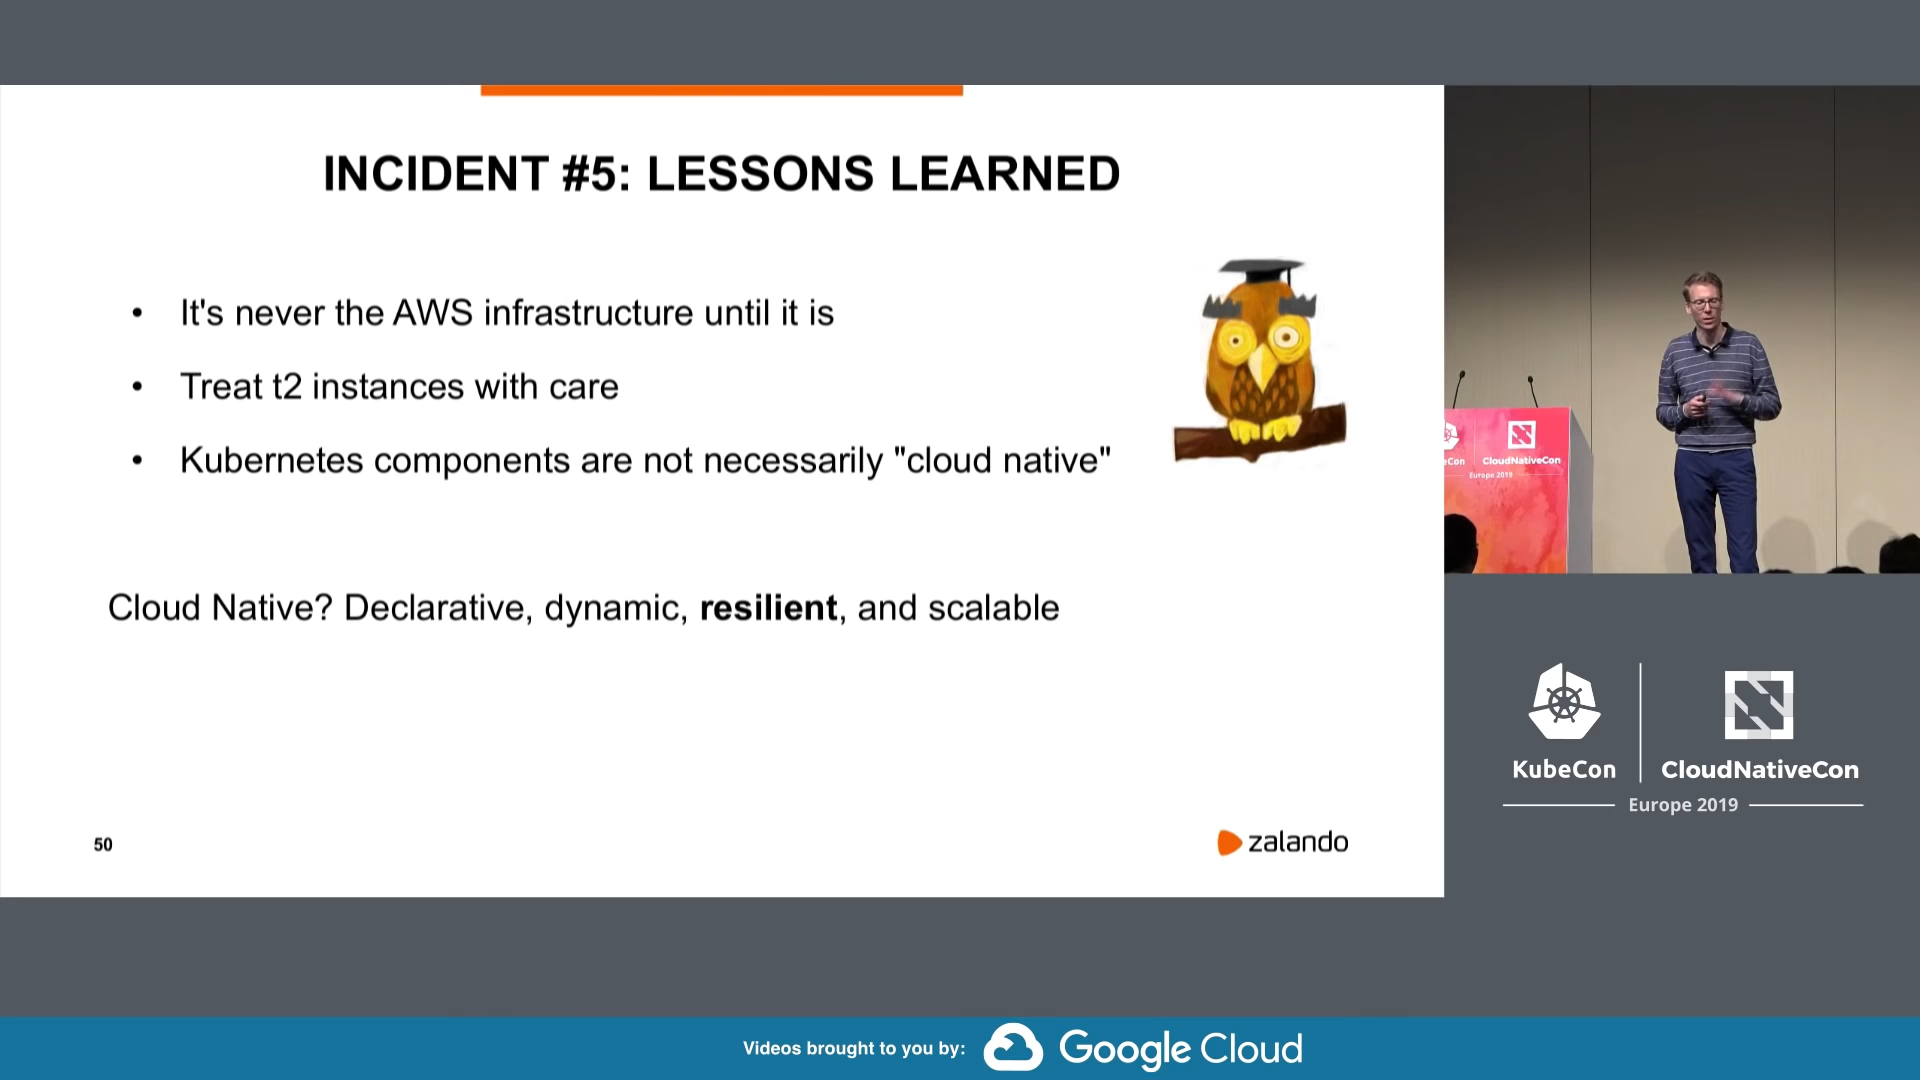 INCIDENT #5: LESSONS LEARNED
• It's never the AWS infrastructure until it is
• Treat t2 instances with care
• Kubernetes components are not necessarily "cloud native"
Cloud Native? Declarative, dynamic, resilient, and scalable
50
zalando
eCon
CloudNativeCon
Europe 2019
KubeCon
CloudNativeCon
Europe 2019
Videos brought to you by:
Google Cloud